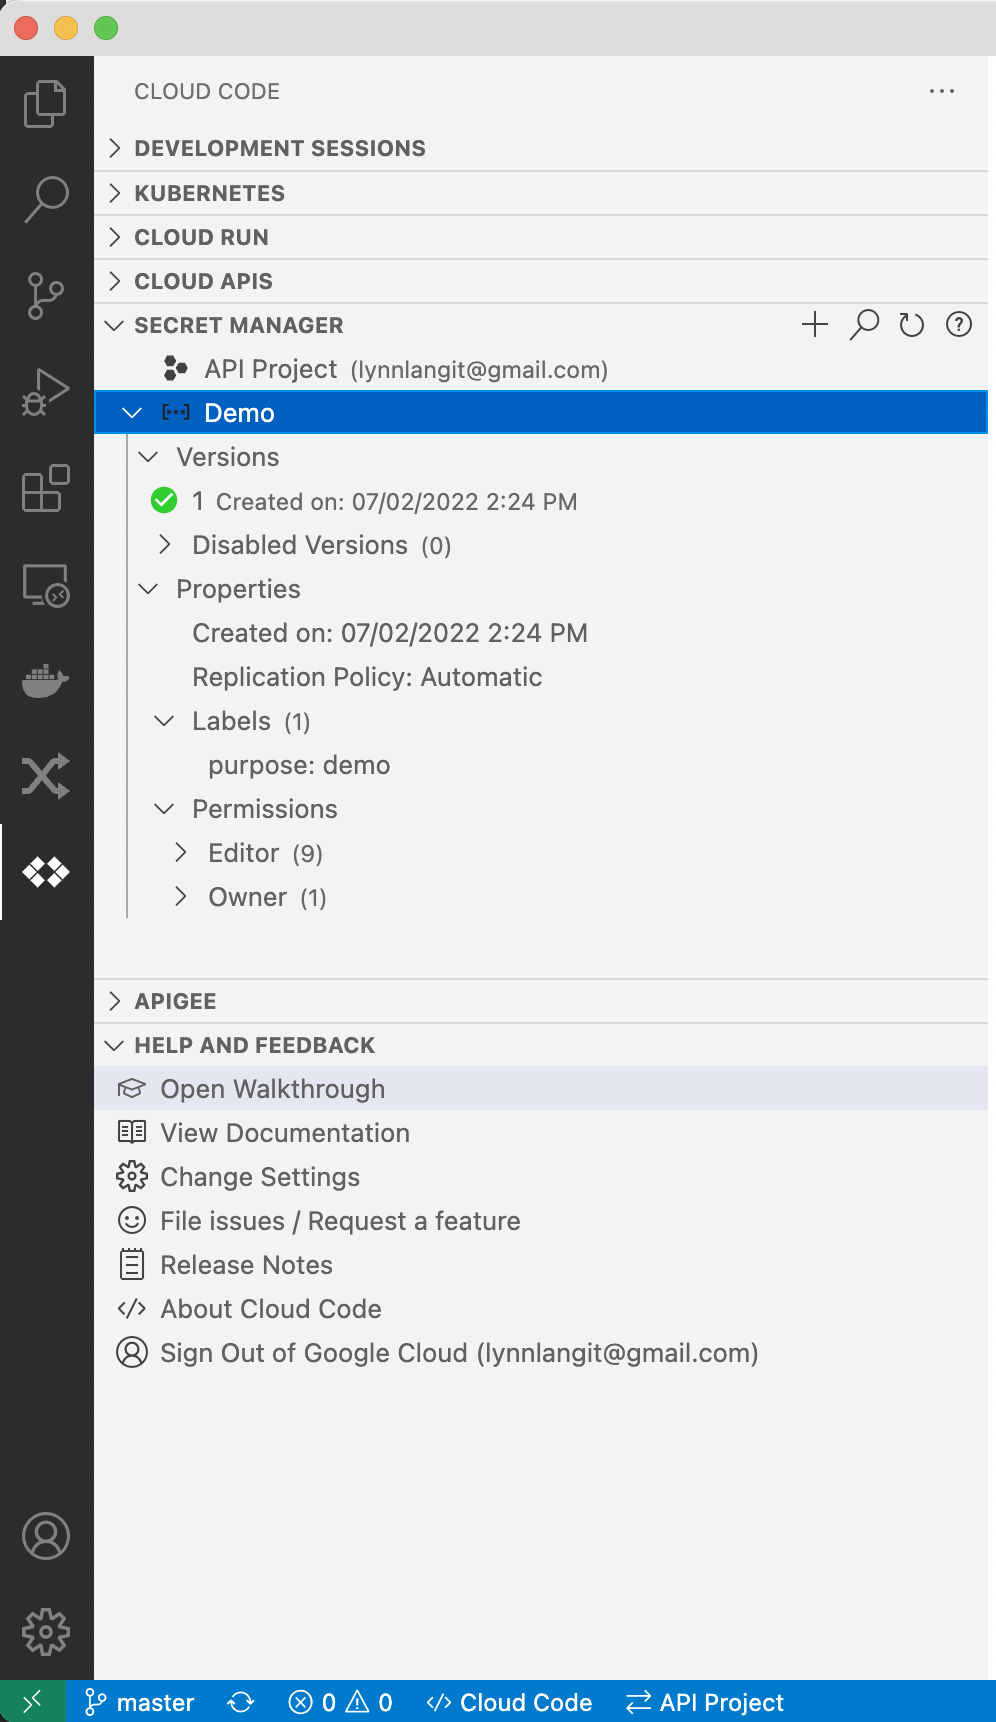 CLOUD CODE
DEVELOPMENT SESSIONS
KUBERNETES
CLOUD RUN
CLOUD APIS
SECRET MANAGER
API Project (lynnlangit@gmail.com)
[***] Demo
Versions
1 Created on: 07/02/2022 2:24 PM
Disabled Versions (0)
Properties
Created on: 07/02/2022 2:24 PM
Replication Policy: Automatic
Labels (1)
purpose: demo
Permissions
Editor (9)
Owner (1)
APIGEE
HELP AND FEEDBACK
Open Walkthrough
View Documentation
Change Settings
File issues / Request a feature
Release Notes
About Cloud Code
Sign Out of Google Cloud (lynnlangit@gmail.com)
master 0 0 Cloud Code API Project